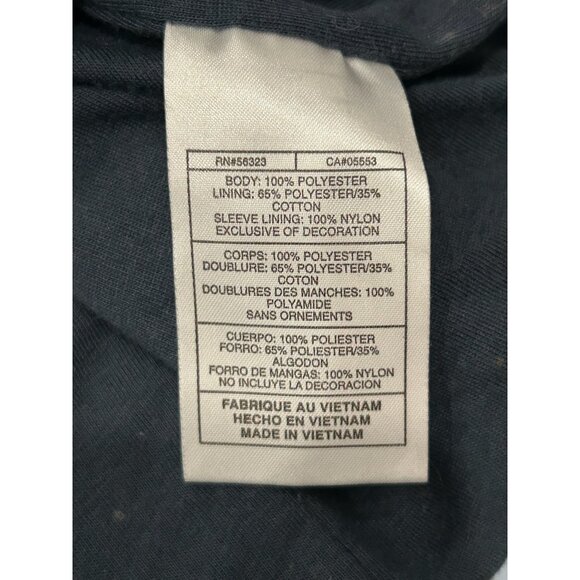 RN#56323 CA#05553
BODY: 100% POLYESTER
LINING: 65% POLYESTER/35%
COTTON
SLEEVE LINING: 100% NYLON
EXCLUSIVE OF DECORATION
CORPS: 100% POLYESTER
DOUBLURE: 65% POLYESTER/35%
COTON
DOUBLURES DES MANCHES: 100%
POLYAMIDE
SANS ORNEMENTS
CUERPO: 100% POLIESTER
FORRO: 65% POLIESTER/35%
ALGODON
FORRO DE MANGAS: 100% NYLON
NO INCLUYE LA DECORACION
FABRIQUE AU VIETNAM
HECHO EN VIETNAM
MADE IN VIETNAM